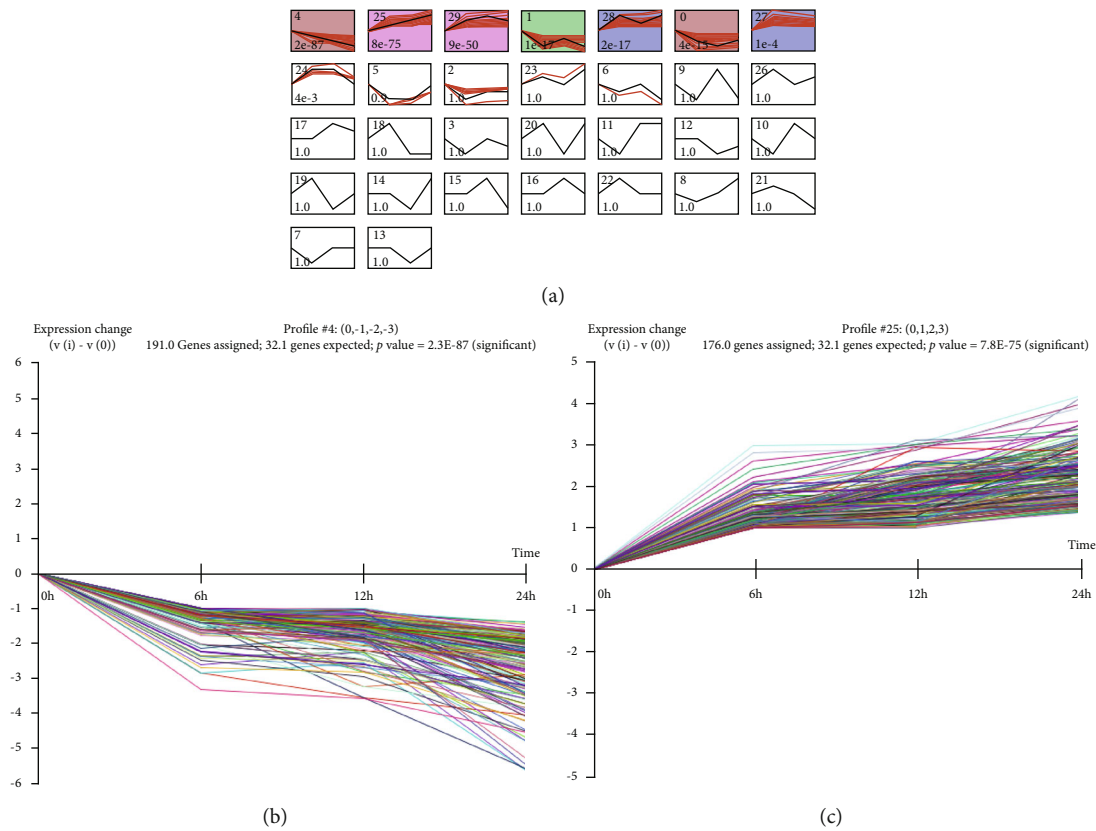 4 25 29 1 28 0 27
2e-87 8e-75 9e-50 1e-17 2e-17 4e-15 1e-4
24 5 2 23 6 9 26
4e-3 0.9 1.0 1.0 1.0 1.0 1.0
17 18 3 20 11 12 10
1.0 1.0 1.0 1.0 1.0 1.0 1.0
19 14 15 16 22 8 21
1.0 1.0 1.0 1.0 1.0 1.0 1.0
7 13
1.0 1.0
(a)
Expression change
(v (i) - v (0))
Profile #4: (0,-1,-2,-3)
191.0 Genes assigned; 32.1 genes expected; p value = 2.3E-87 (significant)
6
5
4
3
2
1
0
-1
-2
-3
-4
-5
-6
Time
0h 6h 12h 24h
(b)
Expression change
(v (i) - v (0))
Profile #25: (0,1,2,3)
176.0 genes assigned; 32.1 genes expected; p value = 7.8E-75 (significant)
5
4
3
2
1
0
-1
-2
-3
-4
-5
Time
0h 6h 12h 24h
(c)